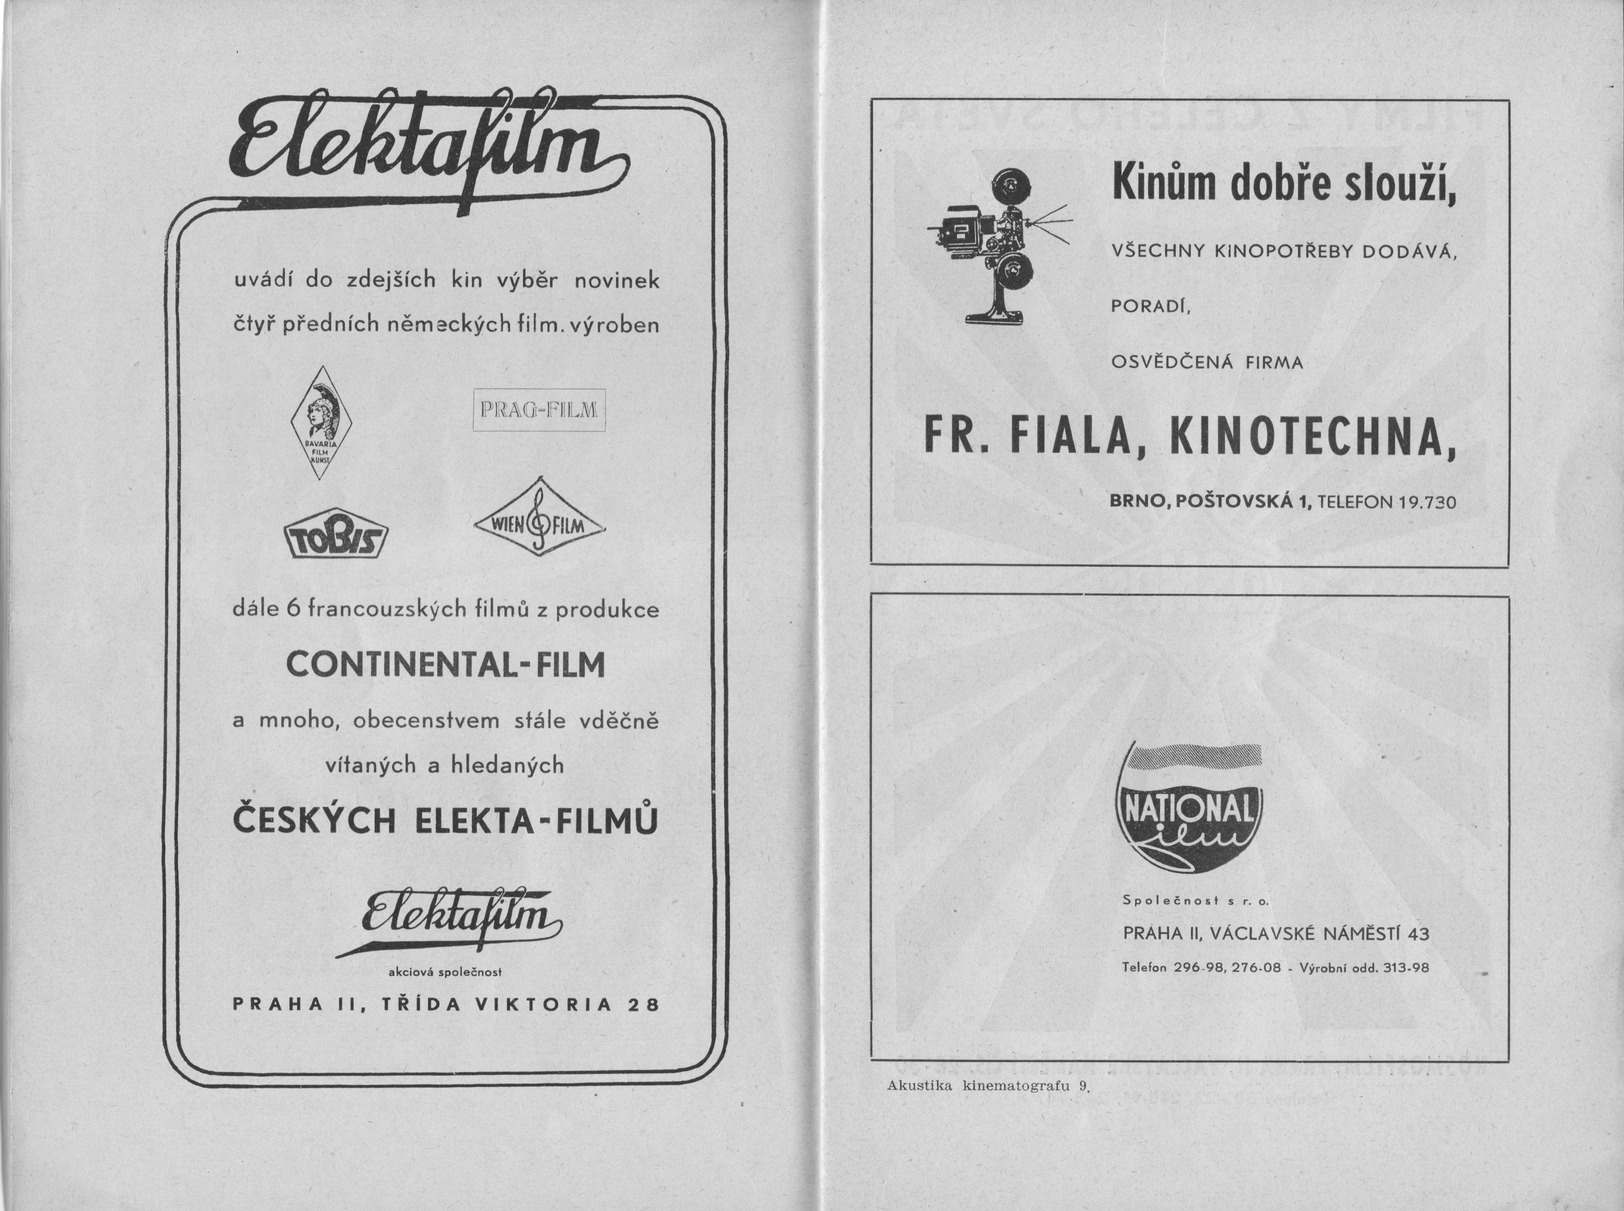 Elektafilm
uvádí do zdejších kin výběr novinek
čtyř předních německých film. výroben
BAVARIA
FILM
KUNST
PRAG-FILM
TOBIS
WIEN FILM
dále 6 francouzských filmů z produkce
CONTINENTAL-FILM
a mnoho, obecenstvem stále vděčně
vítaných a hledaných
ČESKÝCH ELEKTA-FILMŮ
Elektafilm
akciová společnost
PRAHA II, TŘÍDA VIKTORIA 28
Kinům dobře slouží,
VŠECHNY KINOPOTŘEBY DODÁVÁ,
PORADÍ,
OSVĚDČENÁ FIRMA
FR. FIALA, KINOTECHNA,
BRNO, POŠTOVSKÁ 1, TELEFON 19.730
NATIONAL
film
Společnost s r. o.
PRAHA II, VÁCLAVSKÉ NÁMĚSTÍ 43
Telefon 296-98, 276-08 - Výrobní odd. 313-98
Akustika kinematografu 9.